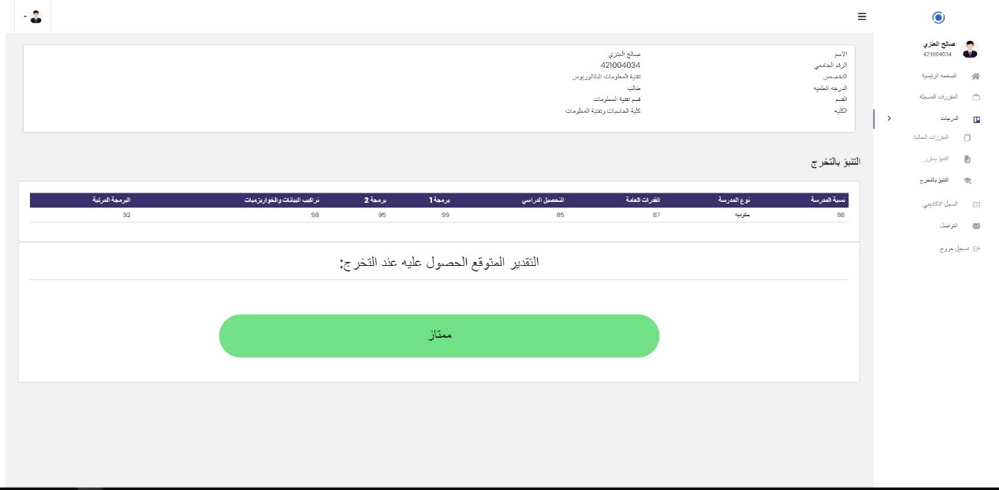 صالح العنزي
421004034
الصفحه الرئيسية
المقررات المسجلة
الدرجات
المقررات الحالية
التنبؤ بمقرر
التنبؤ بالتخرج
السجل الاكاديمي
التواصل
تسجيل خروج
الاسم صالح العنزي
الرقم الجامعي 421004034
التخصص تقنية المعلومات البكالوريوس
الدرجه العلميه طالب
القسم قسم تقنية المعلومات
الكليه كلية الحاسبات وتقنية المعلومات
التنبؤ بالتخرج
نسبة المدرسة نوع المدرسة القدرات العامة التحصيل الدراسي برمجة 1 برمجة 2 تراكيب البيانات والخوارزميات البرمجة المرئية
98 حكومية 87 85 99 95 98 92
التقدير المتوقع الحصول عليه عند التخرج:
ممتاز